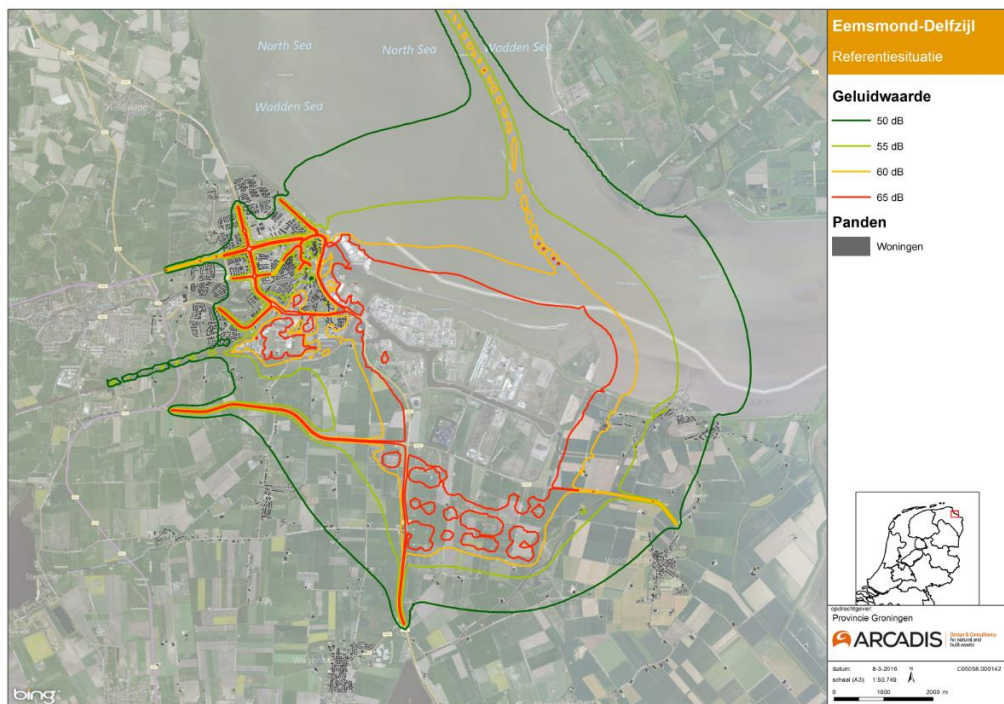 North Sea
North Sea
Wadden Sea
Wadden Sea
bing
Eemsmond-Delfzijl
Referentiesituatie
Geluidwaarde
50 dB
55 dB
60 dB
65 dB
Panden
Woningen
opdrachtgever:
Provincie Groningen
ARCADIS
Design & Consultancy
for natural and
built assets
datum: 8-3-2016 N C05058.000142
schaal (A3): 1:50.749
0 1000 2000 m